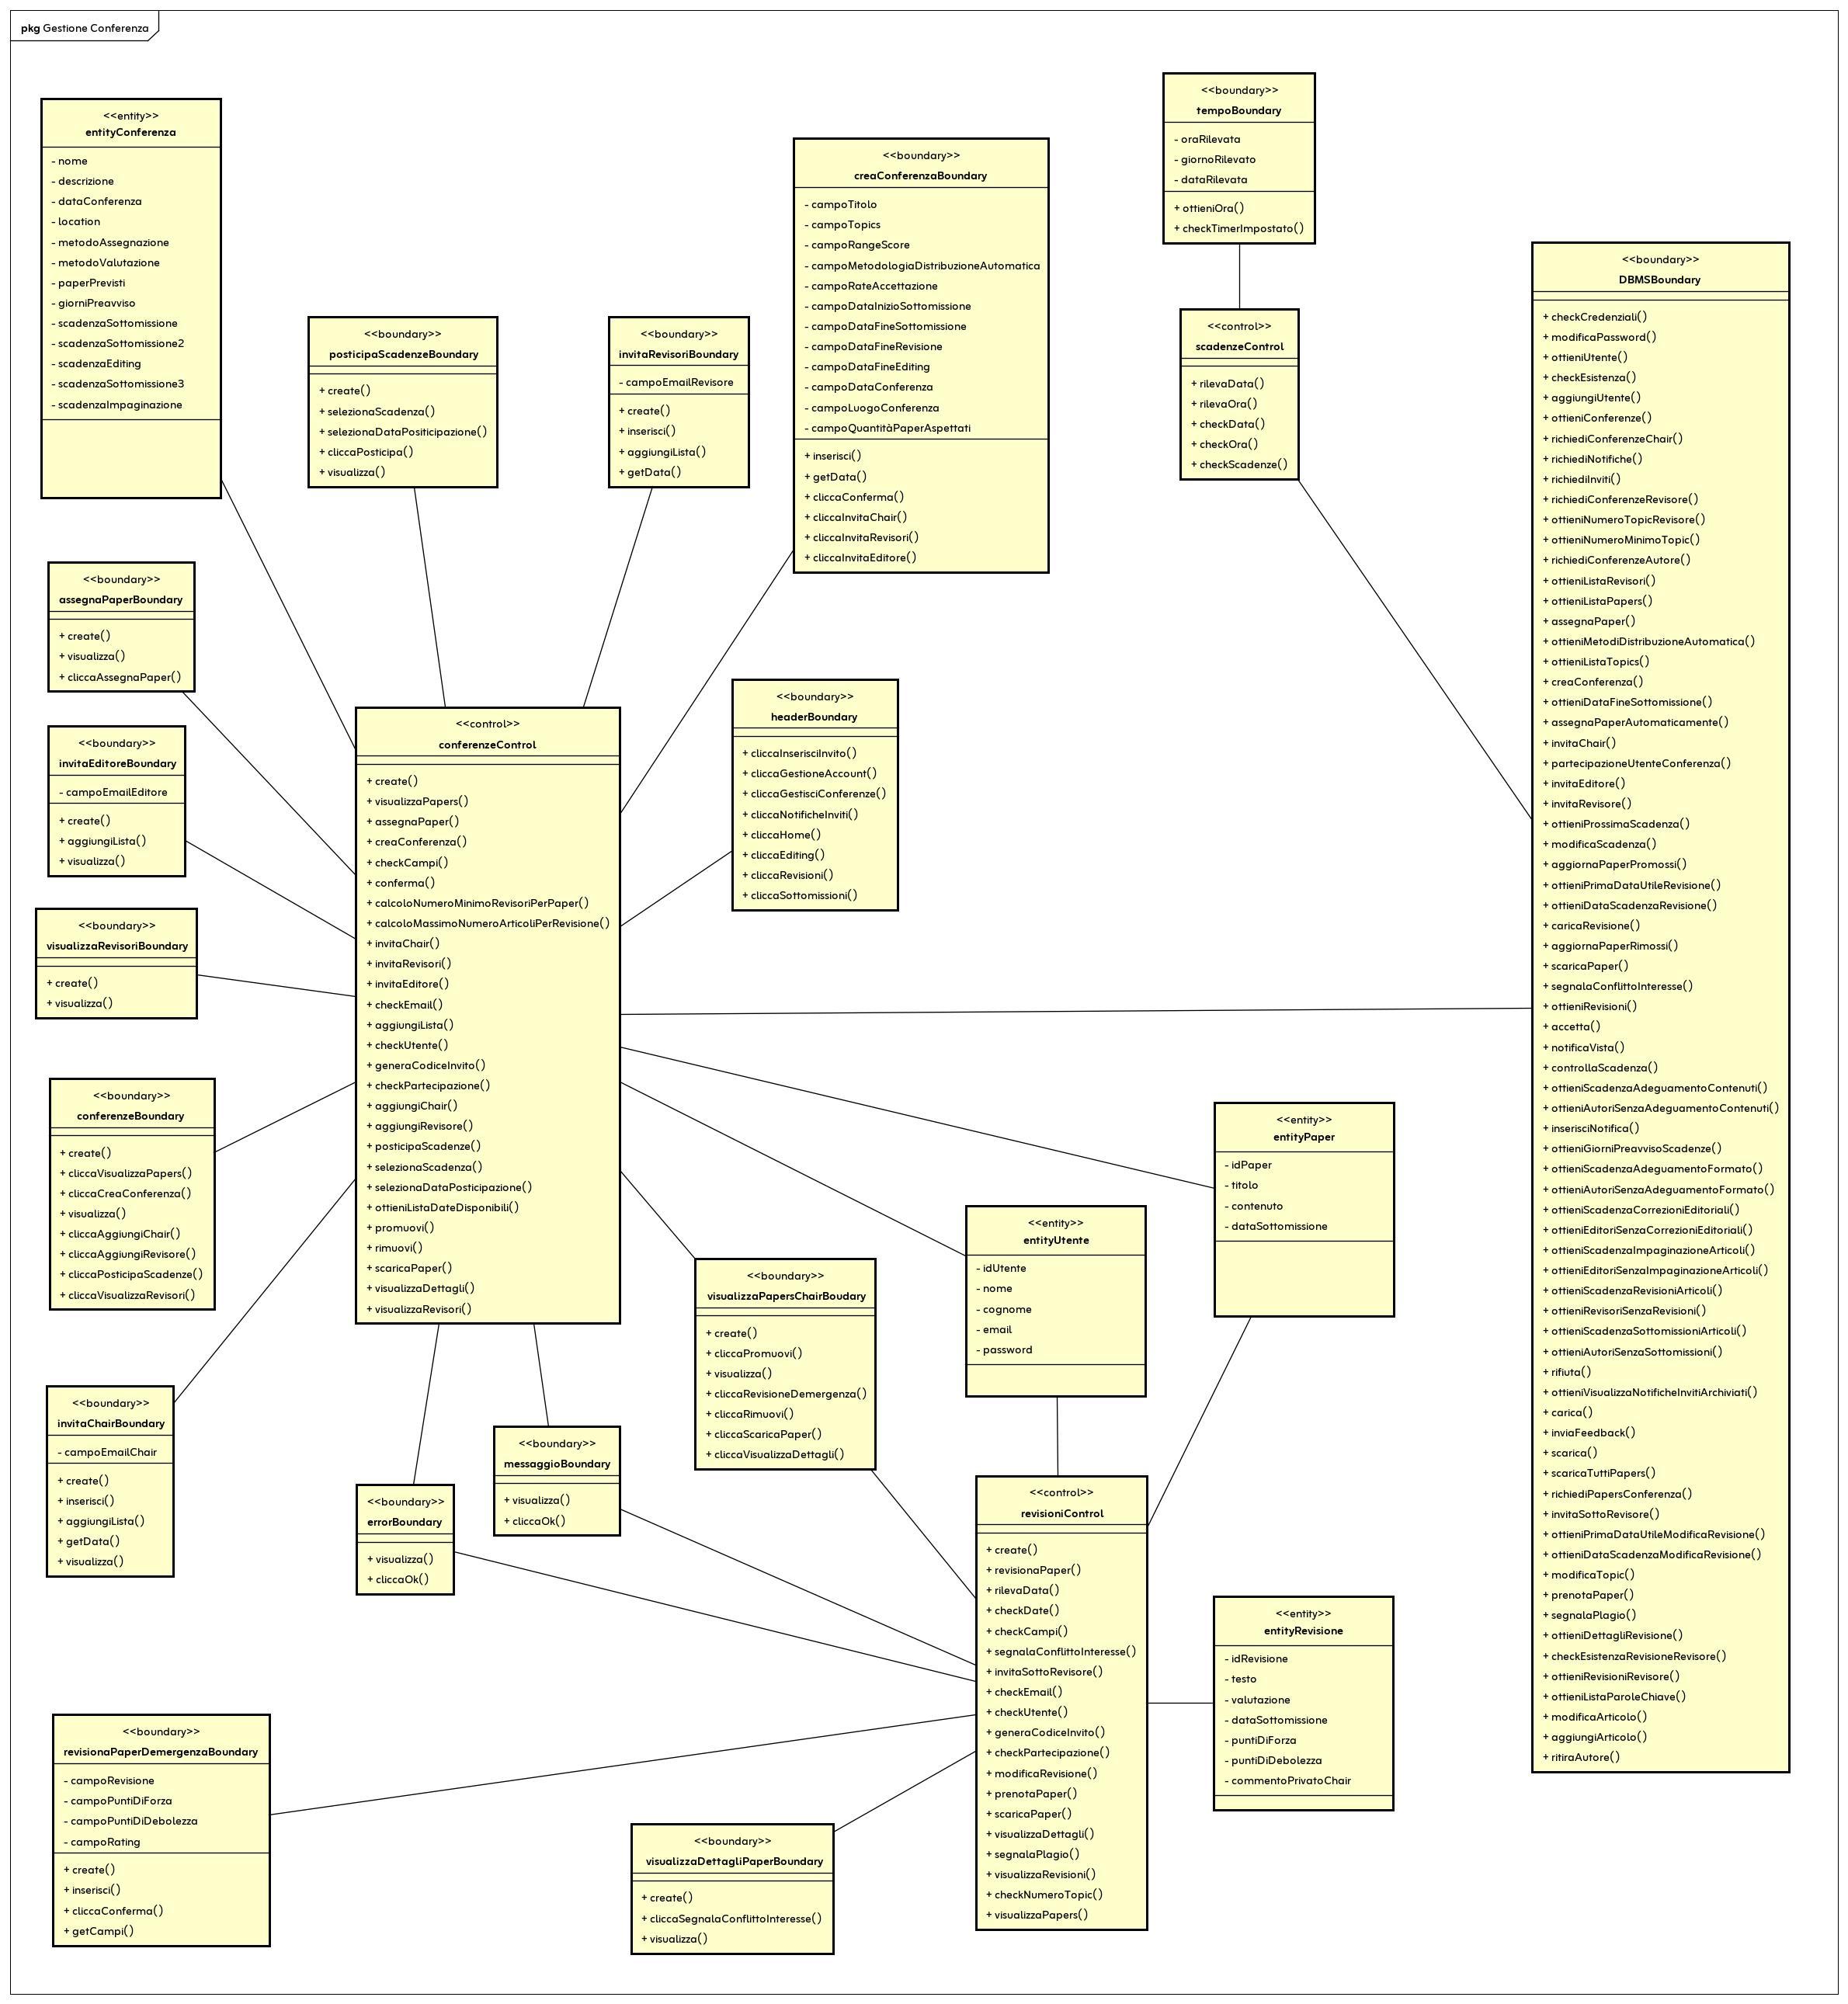 pkg Gestione Conferenza
<<entity>>
entityConferenza
- nome
- descrizione
- dataConferenza
- location
- metodoAssegnazione
- metodoValutazione
- paperPrevisti
- giorniPreavviso
- scadenzaSottomissione
- scadenzaSottomissione2
- scadenzaEditing
- scadenzaSottomissione3
- scadenzaImpaginazione
<<boundary>>
posticipaScadenzeBoundary
+ create()
+ selezionaScadenza()
+ selezionaDataPositicipazione()
+ cliccaPosticipa()
+ visualizza()
<<boundary>>
invitaRevisoriBoundary
- campoEmailRevisore
+ create()
+ inserisci()
+ aggiungiLista()
+ getData()
<<boundary>>
creaConferenzaBoundary
- campoTitolo
- campoTopics
- campoRangeScore
- campoMetodologiaDistribuzioneAutomatica
- campoRateAccettazione
- campoDataInizioSottomissione
- campoDataFineSottomissione
- campoDataFineRevisione
- campoDataFineEditing
- campoDataConferenza
- campoLuogoConferenza
- campoQuantitàPaperAspettati
+ inserisci()
+ getData()
+ cliccaConferma()
+ cliccaInvitaChair()
+ cliccaInvitaRevisori()
+ cliccaInvitaEditore()
<<boundary>>
tempoBoundary
- oraRilevata
- giornoRilevato
- dataRilevata
+ ottieniOra()
+ checkTimerImpostato()
<<control>>
scadenzeControl
+ rilevaData()
+ rilevaOra()
+ checkData()
+ checkOra()
+ checkScadenze()
<<boundary>>
DBMSBoundary
+ checkCredenziali()
+ modificaPassword()
+ ottieniUtente()
+ checkEsistenza()
+ aggiungiUtente()
+ ottieniConferenze()
+ richiediConferenzeChair()
+ richiediNotifiche()
+ richiediInviti()
+ richiediConferenzeRevisore()
+ ottieniNumeroTopicRevisore()
+ ottieniNumeroMinimoTopic()
+ richiediConferenzeAutore()
+ ottieniListaRevisori()
+ ottieniListaPapers()
+ assegnaPaper()
+ ottieniMetodiDistribuzioneAutomatica()
+ ottieniListaTopics()
+ creaConferenza()
+ ottieniDataFineSottomissione()
+ assegnaPaperAutomaticamente()
+ invitaChair()
+ partecipazioneUtenteConferenza()
+ invitaEditore()
+ invitaRevisore()
+ ottieniProssimaScadenza()
+ modificaScadenza()
+ aggiornaPaperPromossi()
+ ottieniPrimaDataUtileRevisione()
+ ottieniDataScadenzaRevisione()
+ caricaRevisione()
+ aggiornaPaperRimossi()
+ scaricaPaper()
+ segnalaConflittoInteresse()
+ ottieniRevisioni()
+ accetta()
+ notificaVista()
+ controllaScadenza()
+ ottieniScadenzaAdeguamentoContenuti()
+ ottieniAutoriSenzaAdeguamentoContenuti()
+ inserisciNotifica()
+ ottieniGiorniPreavvisoScadenze()
+ ottieniScadenzaAdeguamentoFormato()
+ ottieniAutoriSenzaAdeguamentoFormato()
+ ottieniScadenzaCorrezioniEditoriali()
+ ottieniEditoriSenzaCorrezioniEditoriali()
+ ottieniScadenzaImpaginazioneArticoli()
+ ottieniEditoriSenzaImpaginazioneArticoli()
+ ottieniScadenzaRevisioniArticoli()
+ ottieniRevisoriSenzaRevisioni()
+ ottieniScadenzaSottomissioniArticoli()
+ ottieniAutoriSenzaSottomissioni()
+ rifiuta()
+ ottieniVisualizzaNotificheInvitiArchiviati()
+ carica()
+ inviaFeedback()
+ scarica()
+ scaricaTuttiPapers()
+ richiediPapersConferenza()
+ invitaSottoRevisore()
+ ottieniPrimaDataUtileModificaRevisione()
+ ottieniDataScadenzaModificaRevisione()
+ modificaTopic()
+ prenotaPaper()
+ segnalaPlagio()
+ ottieniDettagliRevisione()
+ checkEsistenzaRevisioneRevisore()
+ ottieniRevisioniRevisore()
+ ottieniListaParoleChiave()
+ modificaArticolo()
+ aggiungiArticolo()
+ ritiraAutore()
<<boundary>>
assegnaPaperBoundary
+ create()
+ visualizza()
+ cliccaAssegnaPaper()
<<boundary>>
invitaEditoreBoundary
- campoEmailEditore
+ create()
+ aggiungiLista()
+ visualizza()
<<boundary>>
visualizzaRevisoriBoundary
+ create()
+ visualizza()
<<boundary>>
conferenzeBoundary
+ create()
+ cliccaVisualizzaPapers()
+ cliccaCreaConferenza()
+ visualizza()
+ cliccaAggiungiChair()
+ cliccaAggiungiRevisore()
+ cliccaPosticipaScadenze()
+ cliccaVisualizzaRevisori()
<<boundary>>
invitaChairBoundary
- campoEmailChair
+ create()
+ inserisci()
+ aggiungiLista()
+ getData()
+ visualizza()
<<control>>
conferenzeControl
+ create()
+ visualizzaPapers()
+ assegnaPaper()
+ creaConferenza()
+ checkCampi()
+ conferma()
+ calcoloNumeroMinimoRevisoriPerPaper()
+ calcoloMassimoNumeroArticoliPerRevisione()
+ invitaChair()
+ invitaRevisori()
+ invitaEditore()
+ checkEmail()
+ aggiungiLista()
+ checkUtente()
+ generaCodiceInvito()
+ checkPartecipazione()
+ aggiungiChair()
+ aggiungiRevisore()
+ posticipaScadenze()
+ selezionaScadenza()
+ selezionaDataPosticipazione()
+ ottieniListaDateDisponibili()
+ promuovi()
+ rimuovi()
+ scaricaPaper()
+ visualizzaDettagli()
+ visualizzaRevisori()
<<boundary>>
headerBoundary
+ cliccaInserisciInvito()
+ cliccaGestioneAccount()
+ cliccaGestisciConferenze()
+ cliccaNotificheInviti()
+ cliccaHome()
+ cliccaEditing()
+ cliccaRevisioni()
+ cliccaSottomissioni()
<<entity>>
entityPaper
- idPaper
- titolo
- contenuto
- dataSottomissione
<<entity>>
entityUtente
- idUtente
- nome
- cognome
- email
- password
<<boundary>>
visualizzaPapersChairBoudary
+ create()
+ cliccaPromuovi()
+ visualizza()
+ cliccaRevisioneDemergenza()
+ cliccaRimuovi()
+ cliccaScaricaPaper()
+ cliccaVisualizzaDettagli()
<<boundary>>
messaggioBoundary
+ visualizza()
+ cliccaOk()
<<boundary>>
errorBoundary
+ visualizza()
+ cliccaOk()
<<control>>
revisioniControl
+ create()
+ revisionaPaper()
+ rilevaData()
+ checkDate()
+ checkCampi()
+ segnalaConflittoInteresse()
+ invitaSottoRevisore()
+ checkEmail()
+ checkUtente()
+ generaCodiceInvito()
+ checkPartecipazione()
+ modificaRevisione()
+ prenotaPaper()
+ scaricaPaper()
+ visualizzaDettagli()
+ segnalaPlagio()
+ visualizzaRevisioni()
+ checkNumeroTopic()
+ visualizzaPapers()
<<entity>>
entityRevisione
- idRevisione
- testo
- valutazione
- dataSottomissione
- puntiDiForza
- puntiDiDebolezza
- commentoPrivatoChair
<<boundary>>
revisionaPaperDemergenzaBoundary
- campoRevisione
- campoPuntiDiForza
- campoPuntiDiDebolezza
- campoRating
+ create()
+ inserisci()
+ cliccaConferma()
+ getCampi()
<<boundary>>
visualizzaDettagliPaperBoundary
+ create()
+ cliccaSegnalaConflittoInteresse()
+ visualizza()